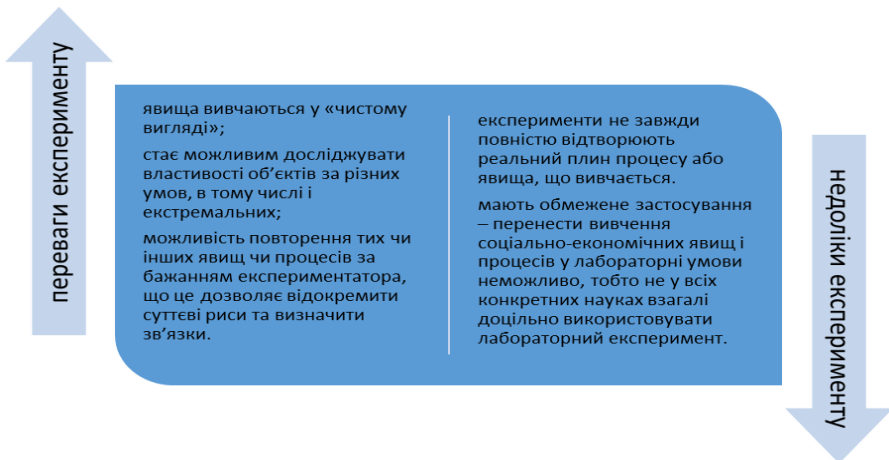 переваги експерименту
явища вивчаються у «чистому
вигляді»;
стає можливим досліджувати
властивості об’єктів за різних
умов, в тому числі і
екстремальних;
можливість повторення тих чи
інших явищ чи процесів за
бажанням експериментатора,
що це дозволяє відокремити
суттєві риси та визначити
зв’язки.
експерименти не завжди
повністю відтворюють
реальний плин процесу або
явища, що вивчається.
мають обмежене застосування
– перенести вивчення
соціально-економічних явищ і
процесів у лабораторні умови
неможливо, тобто не у всіх
конкретних науках взагалі
доцільно використовувати
лабораторний експеримент.
недоліки експерименту